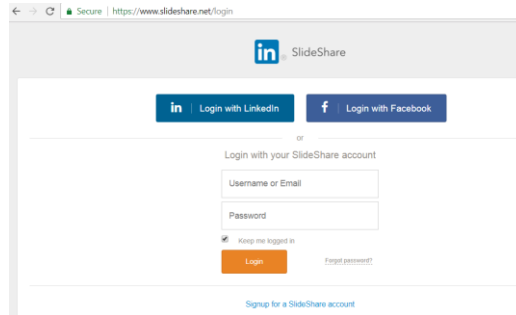 Secure | https://www.slideshare.net/login
in® SlideShare
in | Login with LinkedIn
f | Login with Facebook
or
Login with your SlideShare account
Username or Email
Password
Keep me logged in
Login
Forgot password?
Signup for a SlideShare account